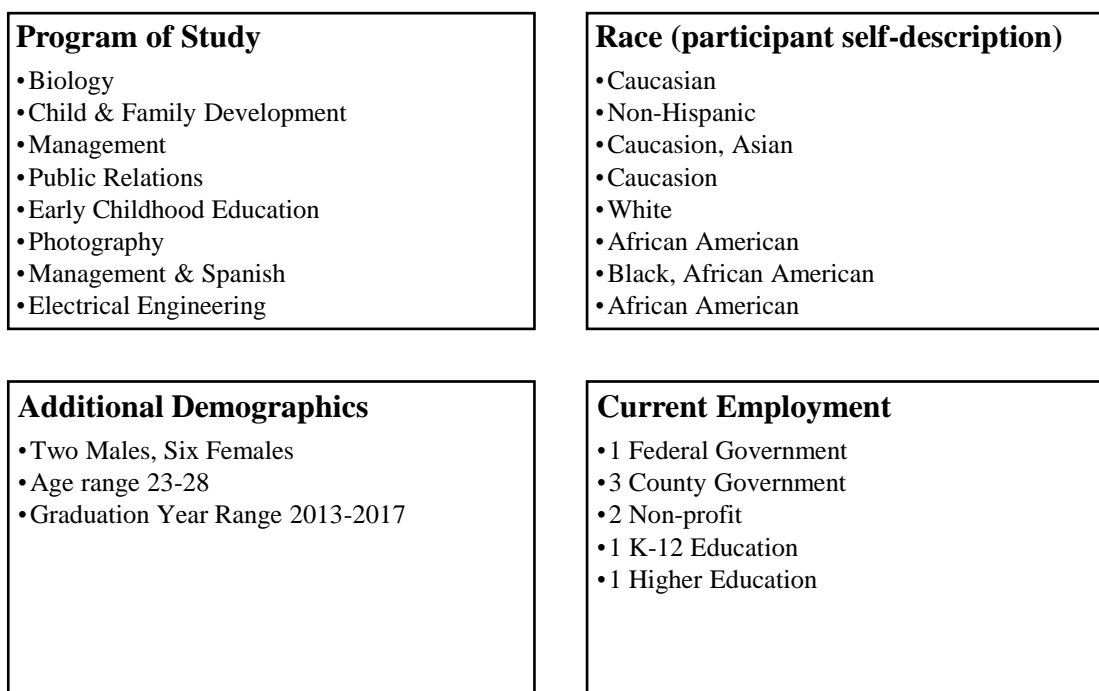 Program of Study
•Biology
•Child & Family Development
•Management
•Public Relations
•Early Childhood Education
•Photography
•Management & Spanish
•Electrical Engineering
Race (participant self-description)
•Caucasian
•Non-Hispanic
•Caucasion, Asian
•Caucasion
•White
•African American
•Black, African American
•African American
Additional Demographics
•Two Males, Six Females
•Age range 23-28
•Graduation Year Range 2013-2017
Current Employment
•1 Federal Government
•3 County Government
•2 Non-profit
•1 K-12 Education
•1 Higher Education